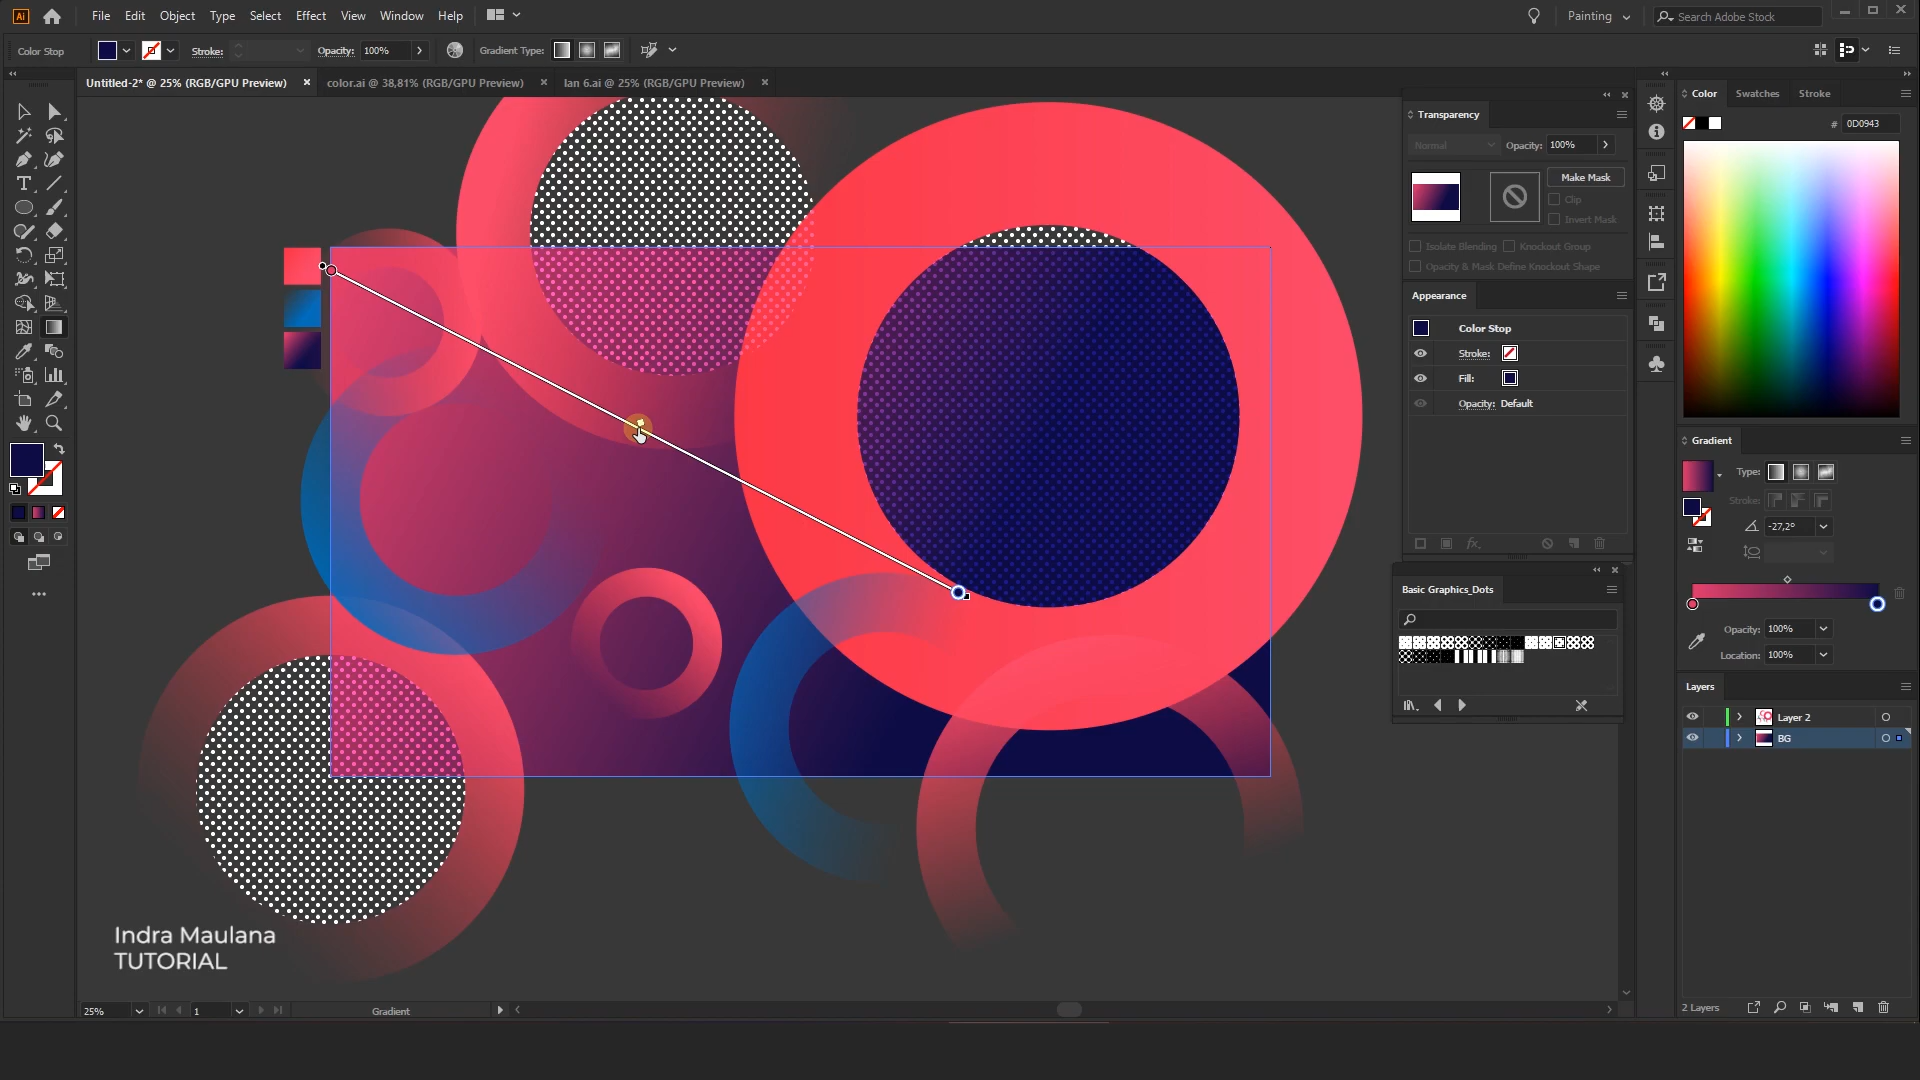 Ai File Edit Object Type Select Effect View Window Help
Painting Search Adobe Stock
Color Stop Stroke: Opacity: 100% Gradient Type:
Untitled-2* @ 25% (RGB/GPU Preview) × color.ai @ 38,81% (RGB/GPU Preview) × lan 6.ai @ 25% (RGB/GPU Preview) ×
Transparency
Normal Opacity: 100%
Make Mask
Clip
Invert Mask
Isolate Blending Knockout Group
Opacity & Mask Define Knockout Shape
Appearance
Color Stop
Stroke:
Fill:
Opacity: Default
Basic Graphics_Dots
Color Swatches Stroke
# 0D0943
Gradient
Type:
Stroke:
-27,2°
Opacity: 100%
Location: 100%
Layers
Layer 2
BG
2 Layers
Indra Maulana
TUTORIAL
25% 1 Gradient